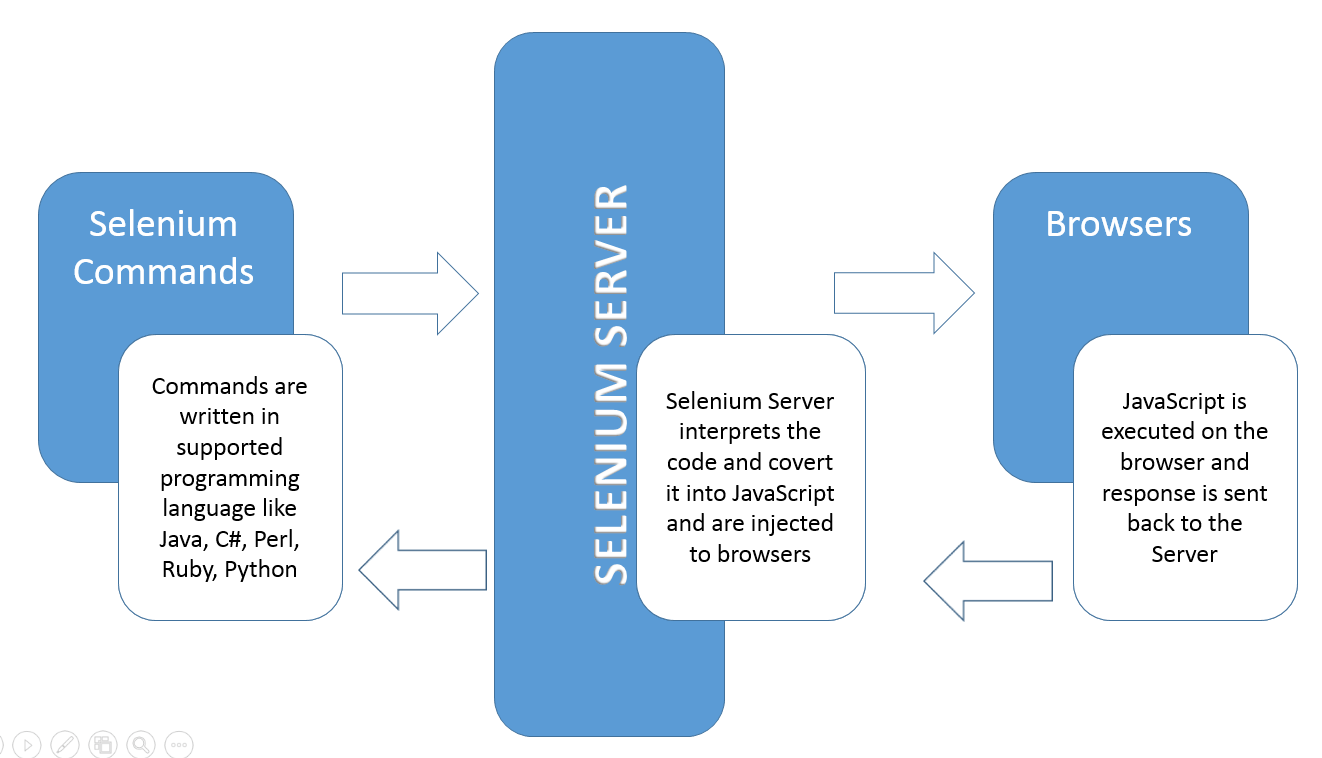 Selenium
Commands
Commands are
written in
supported
programming
language like
Java, C#, Perl,
Ruby, Python
SELENIUM SERVER
Selenium Server
interprets the
code and covert
it into JavaScript
and are injected
to browsers
Browsers
JavaScript is
executed on the
browser and
response is sent
back to the
Server